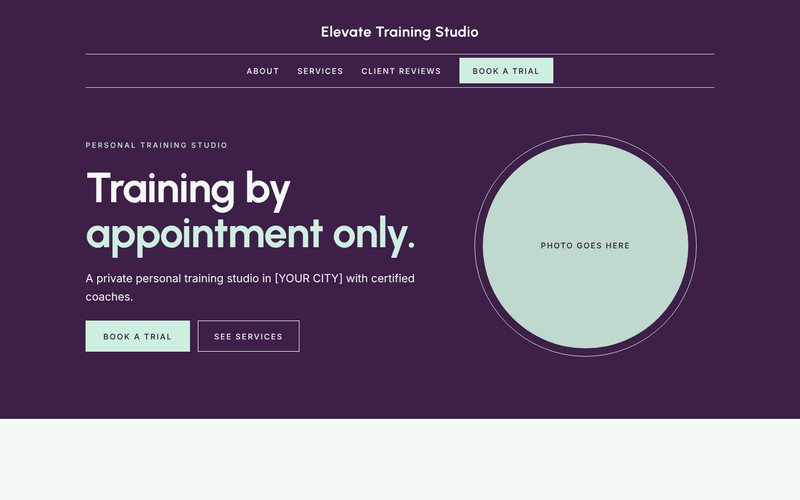 Elevate Training Studio
ABOUT SERVICES CLIENT REVIEWS BOOK A TRIAL
PERSONAL TRAINING STUDIO
Training by
appointment only.
A private personal training studio in [YOUR CITY] with certified
coaches.
BOOK A TRIAL SEE SERVICES
PHOTO GOES HERE